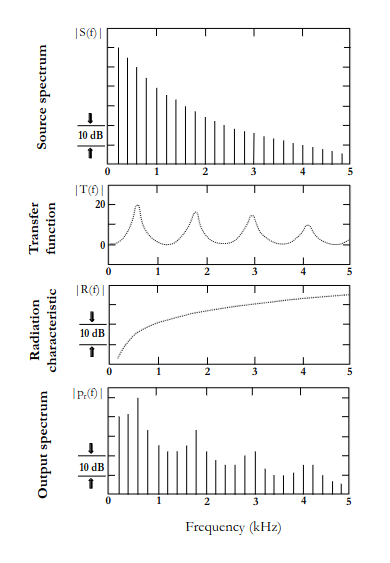 |S(f)|
Source spectrum
10 dB
0 1 2 3 4 5
|T(f)|
Transfer
function
20
0
0 1 2 3 4 5
|R(f)|
Radiation
characteristic
10 dB
0 1 2 3 4 5
|pᵣ(f)|
Output spectrum
10 dB
0 1 2 3 4 5
Frequency (kHz)